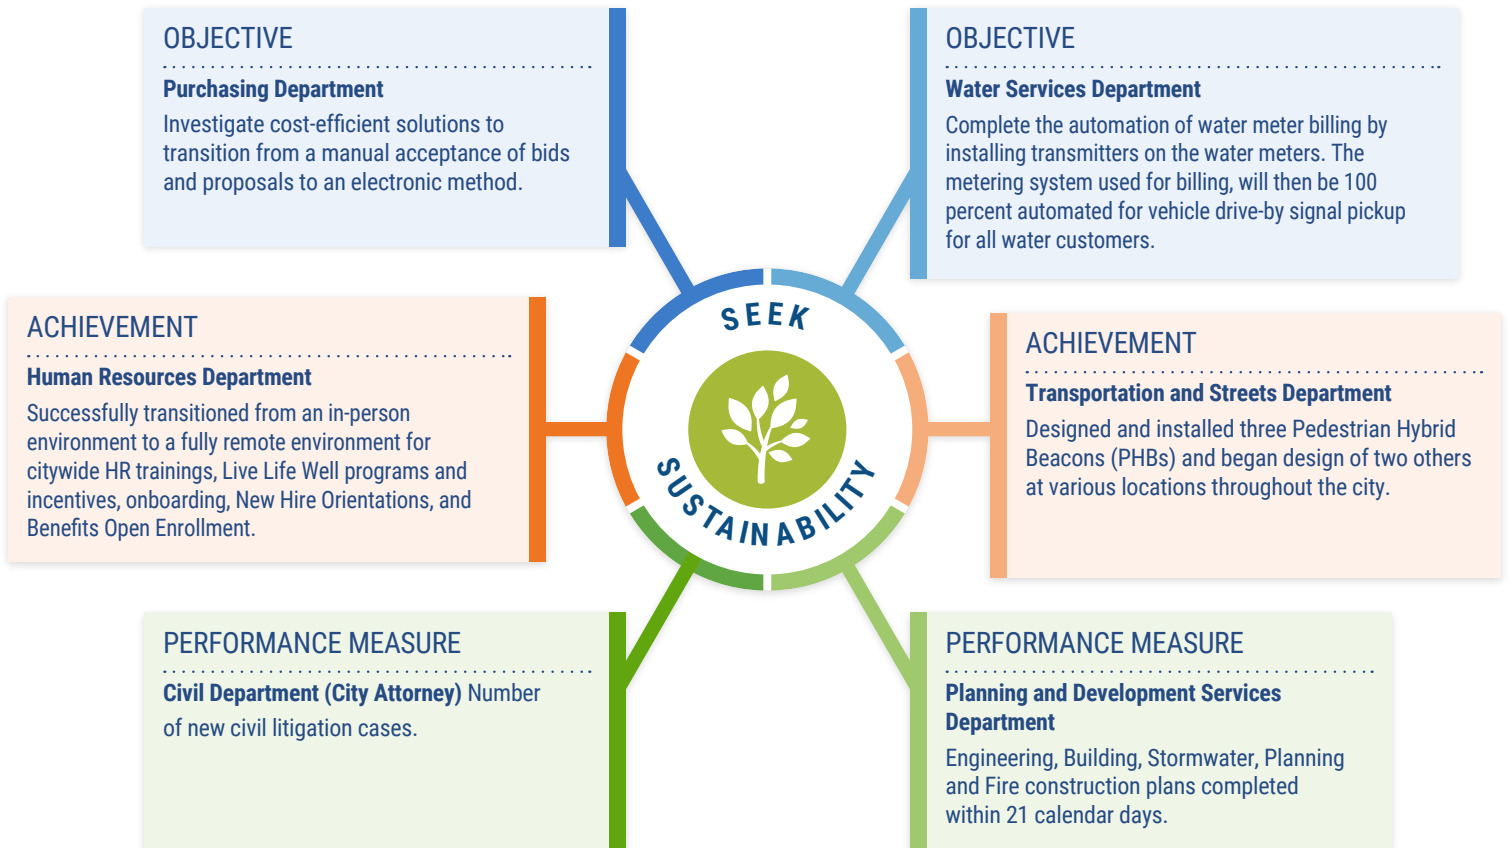 OBJECTIVE
Purchasing Department
Investigate cost-efficient solutions to
transition from a manual acceptance of bids
and proposals to an electronic method.
OBJECTIVE
Water Services Department
Complete the automation of water meter billing by
installing transmitters on the water meters. The
metering system used for billing, will then be 100
percent automated for vehicle drive-by signal pickup
for all water customers.
ACHIEVEMENT
Human Resources Department
Successfully transitioned from an in-person
environment to a fully remote environment for
citywide HR trainings, Live Life Well programs and
incentives, onboarding, New Hire Orientations, and
Benefits Open Enrollment.
SEEK
SUSTAINABILITY
ACHIEVEMENT
Transportation and Streets Department
Designed and installed three Pedestrian Hybrid
Beacons (PHBs) and began design of two others
at various locations throughout the city.
PERFORMANCE MEASURE
Civil Department (City Attorney) Number
of new civil litigation cases.
PERFORMANCE MEASURE
Planning and Development Services
Department
Engineering, Building, Stormwater, Planning
and Fire construction plans completed
within 21 calendar days.